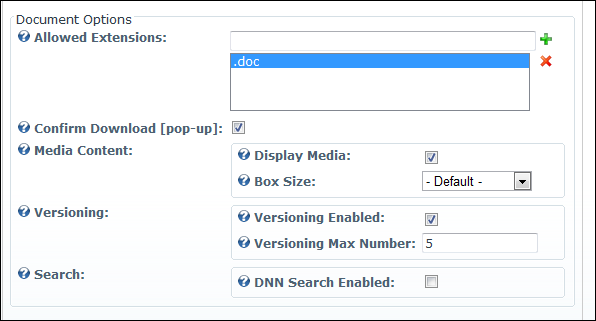 Document Options
Allowed Extensions:
.doc
Confirm Download [pop-up]:
Media Content:
Display Media:
Box Size: - Default -
Versioning:
Versioning Enabled:
Versioning Max Number: 5
Search:
DNN Search Enabled: